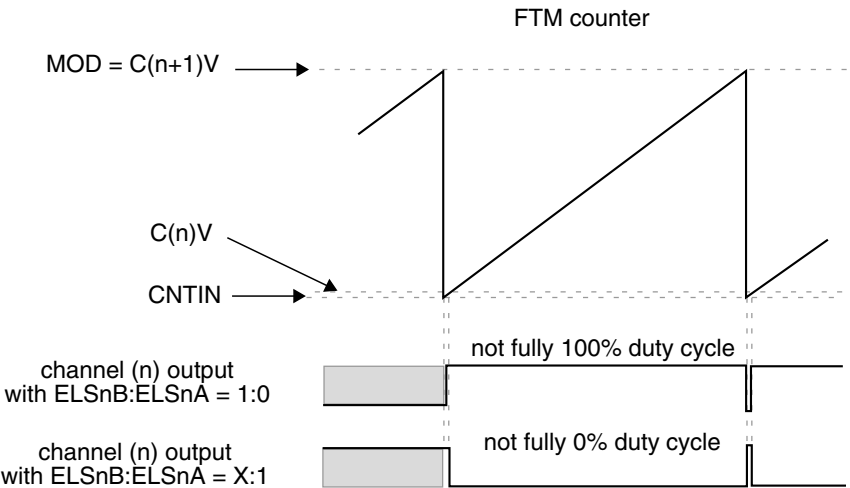 FTM counter
MOD = C(n+1)V
C(n)V
CNTIN
not fully 100% duty cycle
channel (n) output
with ELSnB:ELSnA = 1:0
not fully 0% duty cycle
channel (n) output
with ELSnB:ELSnA = X:1